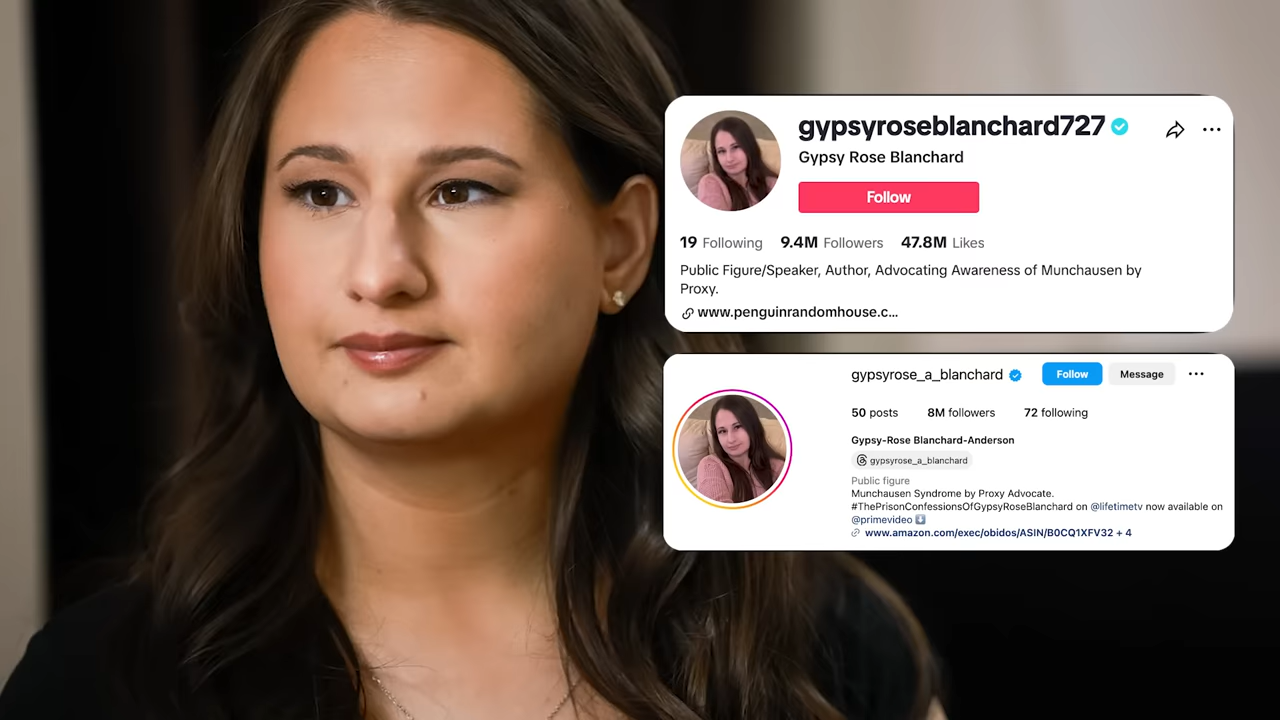 gypsyroseblanchard727
Gypsy Rose Blanchard
Follow
19 Following 9.4M Followers 47.8M Likes
Public Figure/Speaker, Author, Advocating Awareness of Munchausen by
Proxy.
www.penguinrandomhouse.c...
gypsyrose_a_blanchard Follow Message
50 posts 8M followers 72 following
Gypsy-Rose Blanchard-Anderson
gypsyrose_a_blanchard
Public figure
Munchausen Syndrome by Proxy Advocate.
#ThePrisonConfessionsOfGypsyRoseBlanchard on @lifetimetv now available on
@primevideo
www.amazon.com/exec/obidos/ASIN/B0CQ1XFV32 + 4